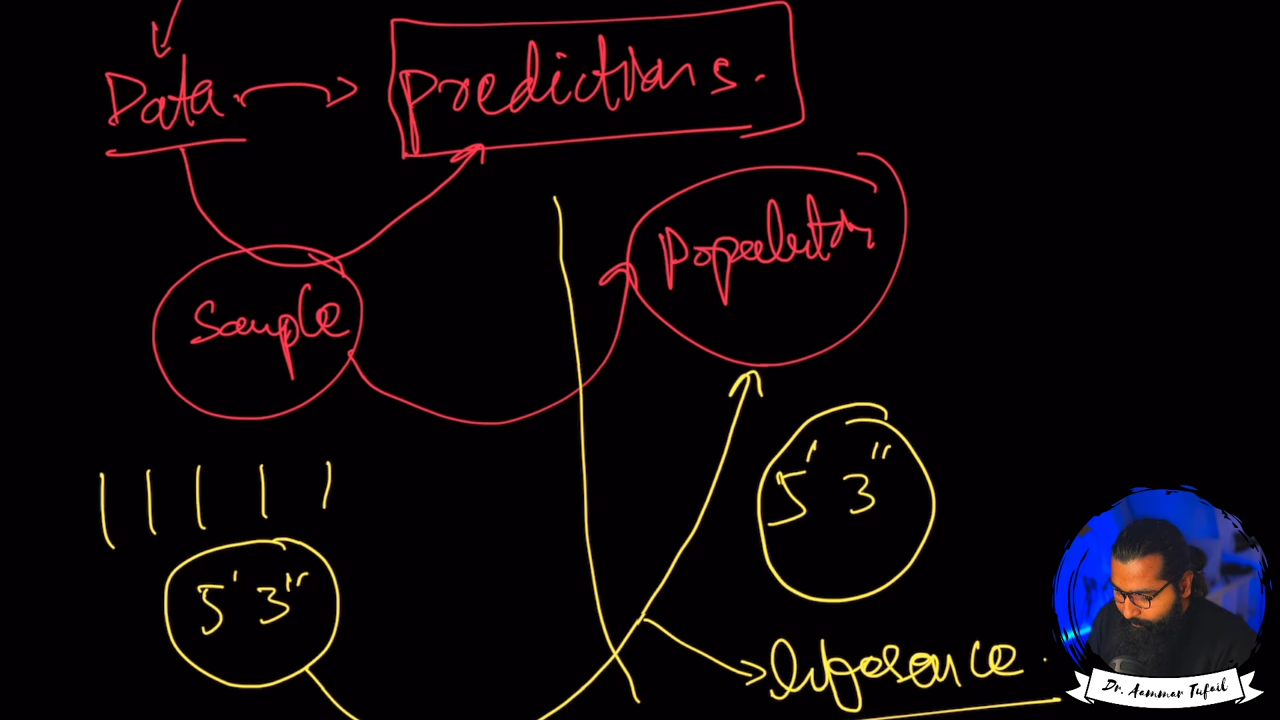 Data. predictions.
Population
Sample
5' 3"
5' 3"
Inference.
Dr. Aammar Tufail